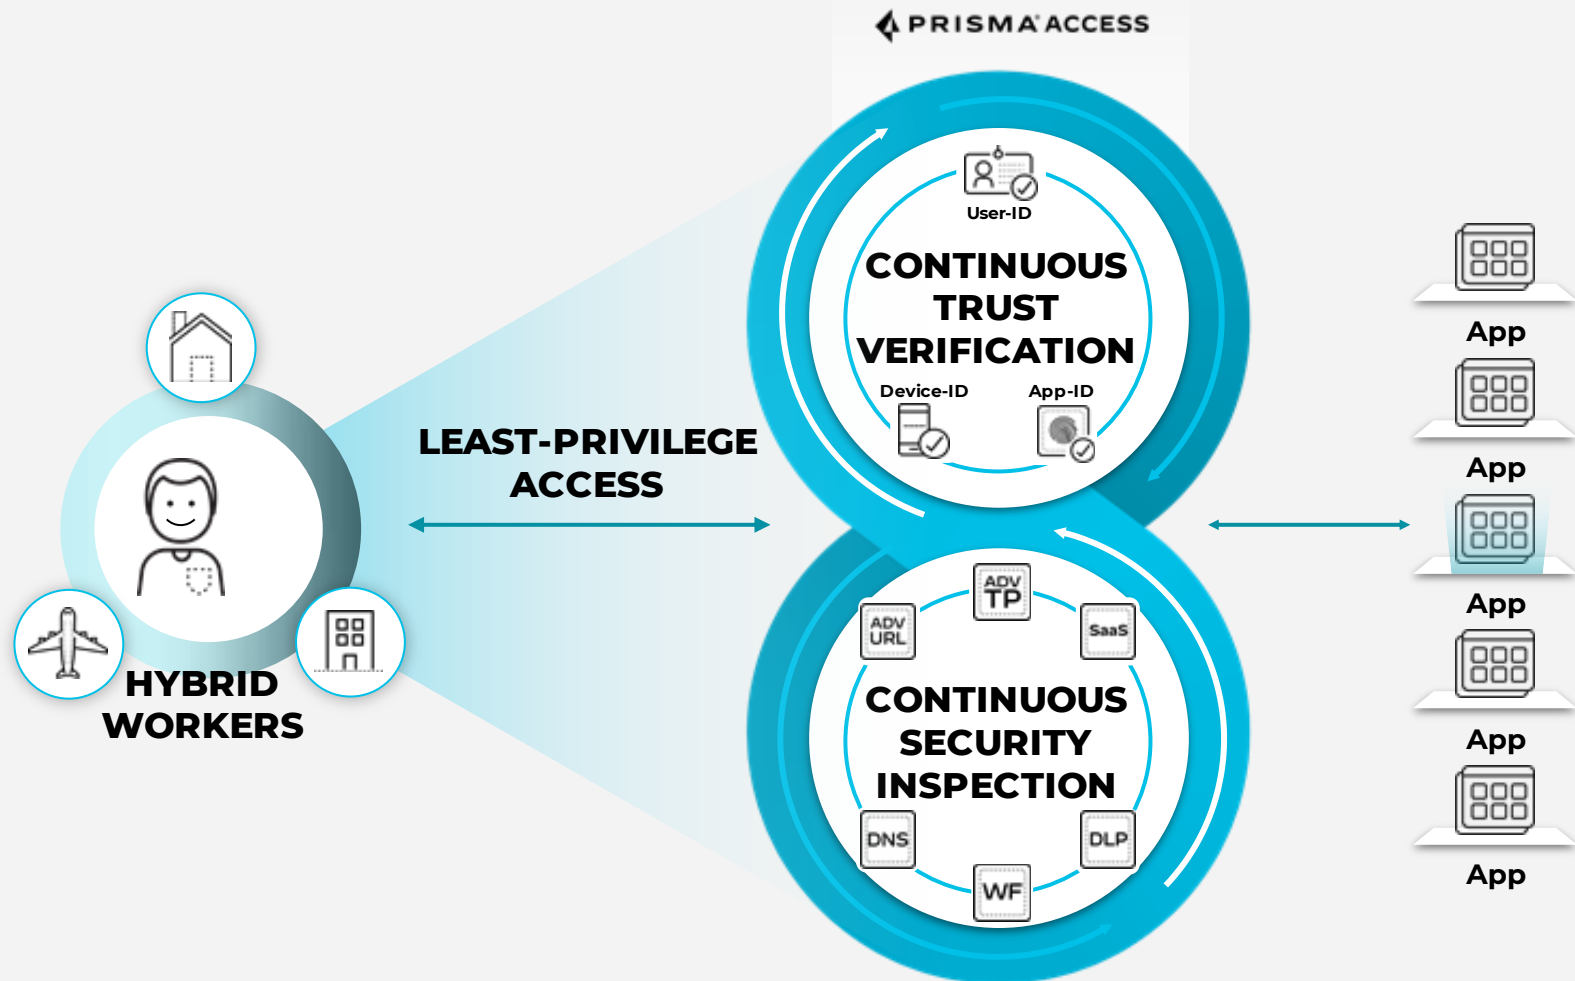 PRISMA® ACCESS
User-ID
CONTINUOUS
TRUST
VERIFICATION
Device-ID
App-ID
LEAST-PRIVILEGE
ACCESS
HYBRID
WORKERS
ADV
TP
ADV
URL
SaaS
CONTINUOUS
SECURITY
INSPECTION
DNS
DLP
WF
App
App
App
App
App